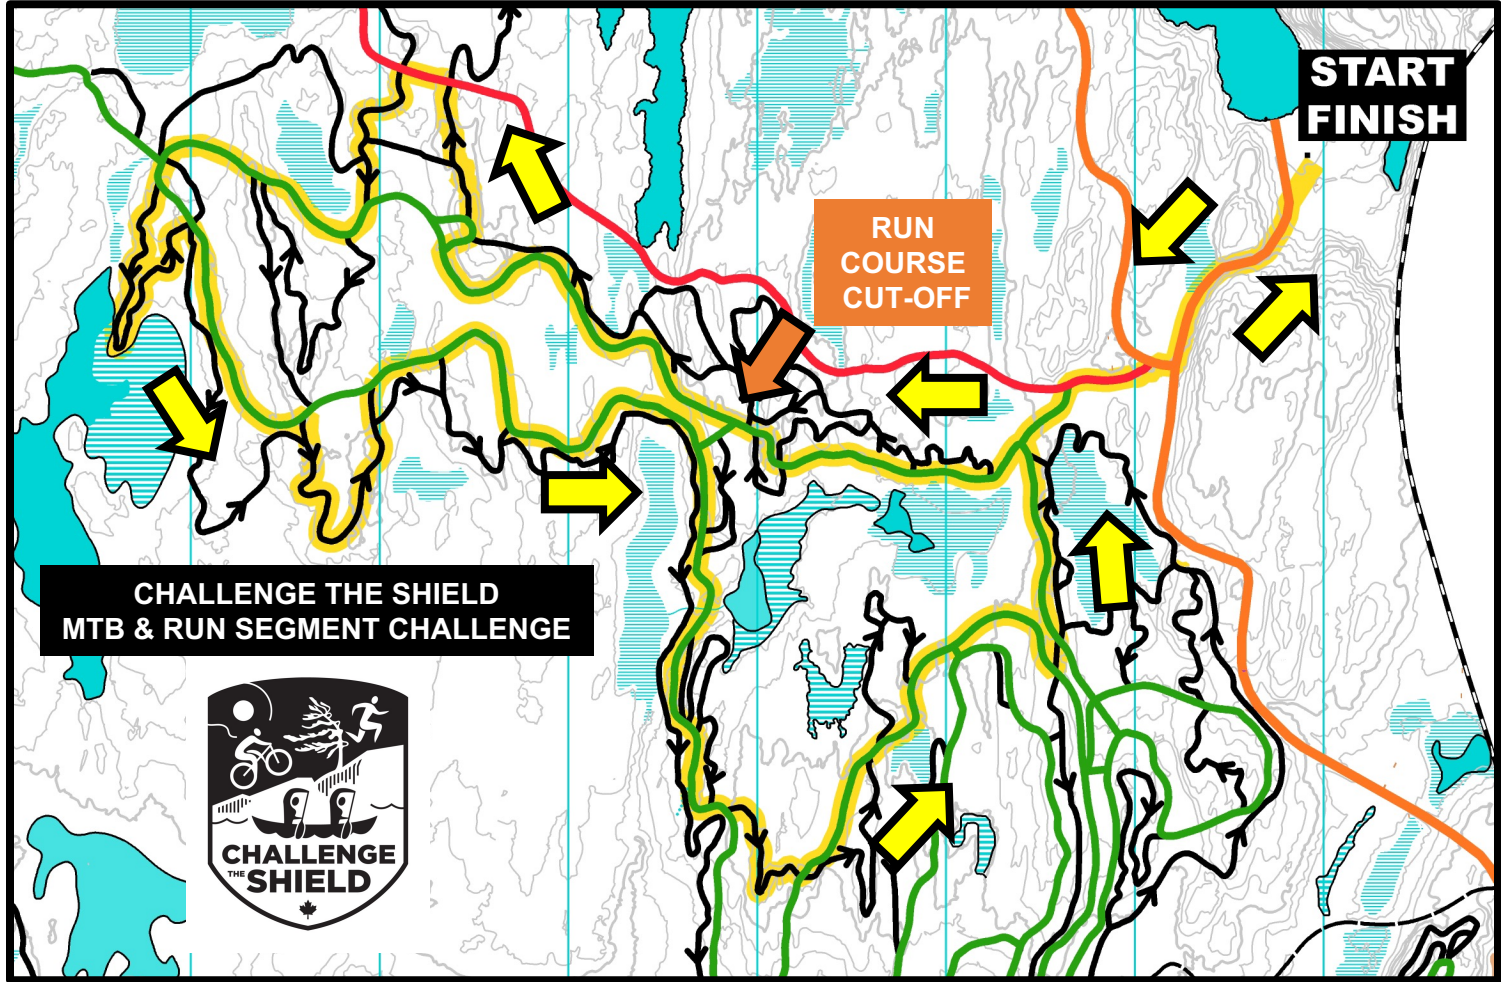 START
FINISH
RUN
COURSE
CUT-OFF
CHALLENGE THE SHIELD
MTB & RUN SEGMENT CHALLENGE
CHALLENGE
THE SHIELD